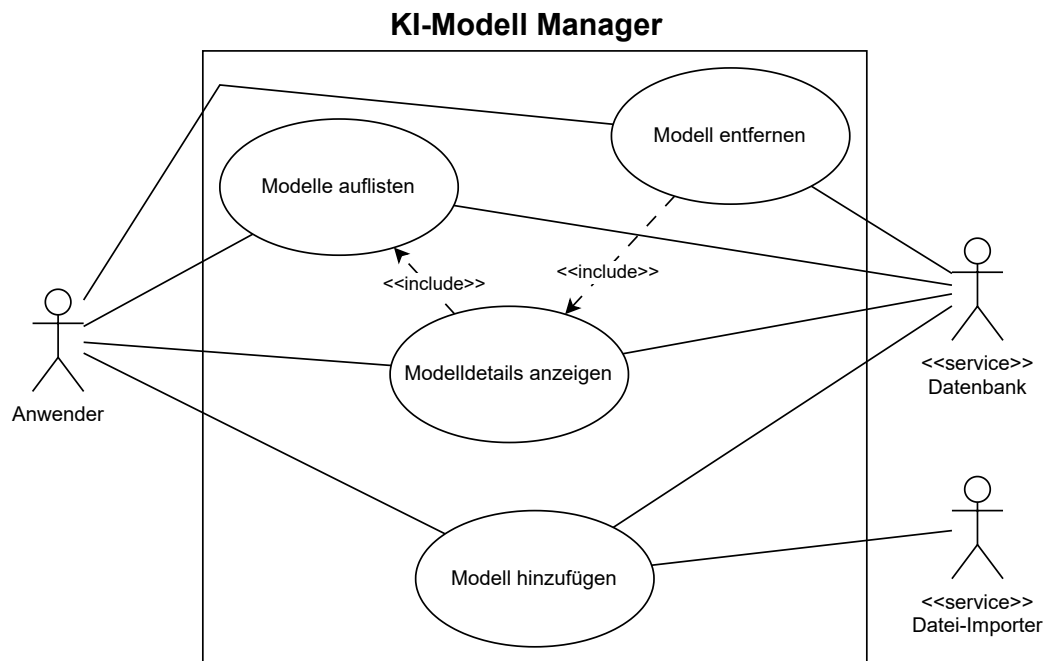 KI-Modell Manager
Modell entfernen
Modelle auflisten
<<include>>
<<include>>
Modelldetails anzeigen
Anwender
<<service>>
Datenbank
Modell hinzufügen
<<service>>
Datei-Importer